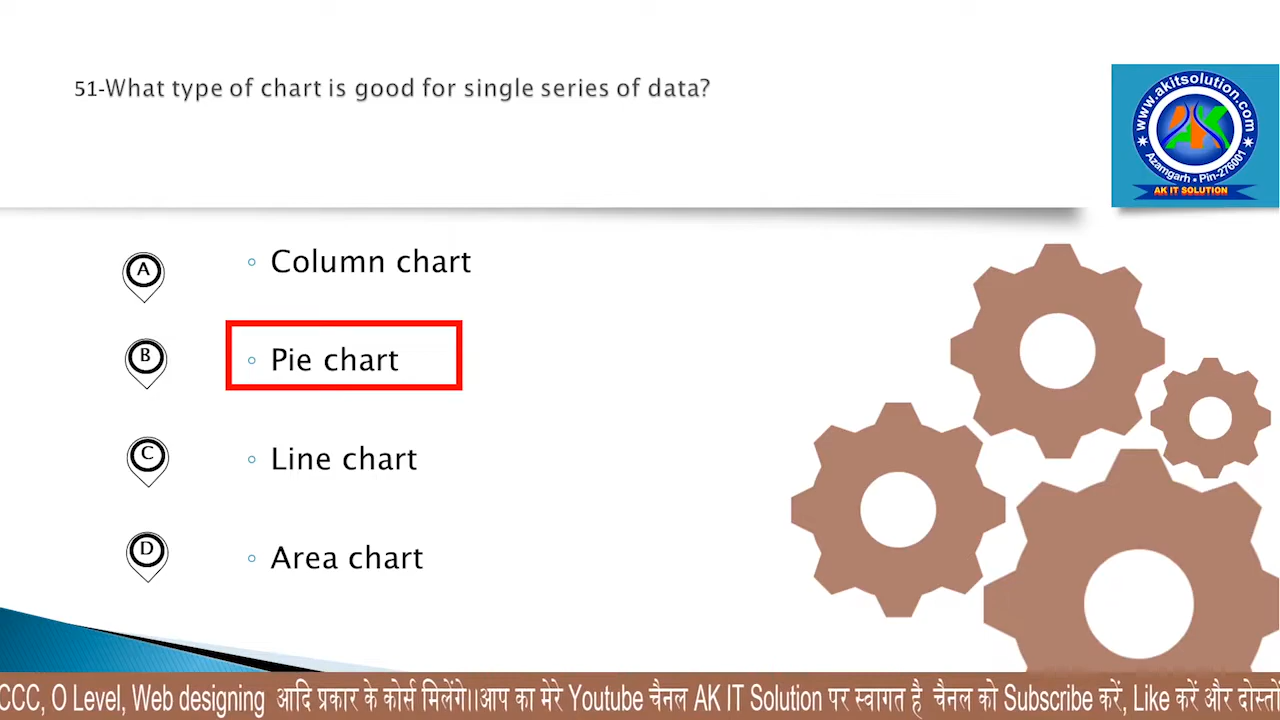 51-What type of chart is good for single series of data?
www.akitsolution.com
AK
Azamgarh • Pin-276001
AK IT SOLUTION
A
Column chart
B
Pie chart
C
Line chart
D
Area chart
CCC, O Level, Web designing आदि प्रकार के कोर्स मिलेंगे।।आप का मेरे Youtube चैनल AK IT Solution पर स्वागत है चैनल को Subscribe करें, Like करें और दोस्तों